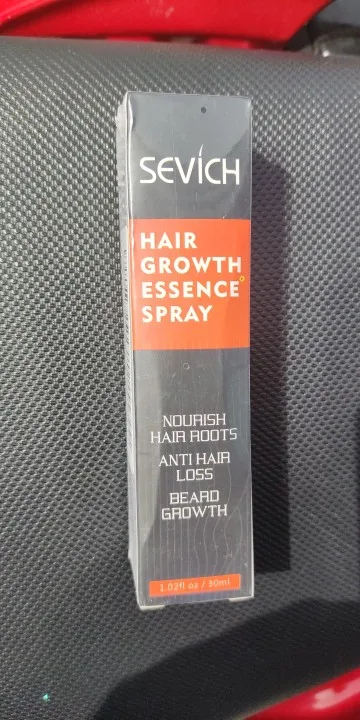 SEVICH
HAIR
GROWTH
ESSENCE
SPRAY
NOURISH
HAIR ROOTS
ANTI HAIR
LOSS
BEARD
GROWTH
1.02fl oz / 30ml